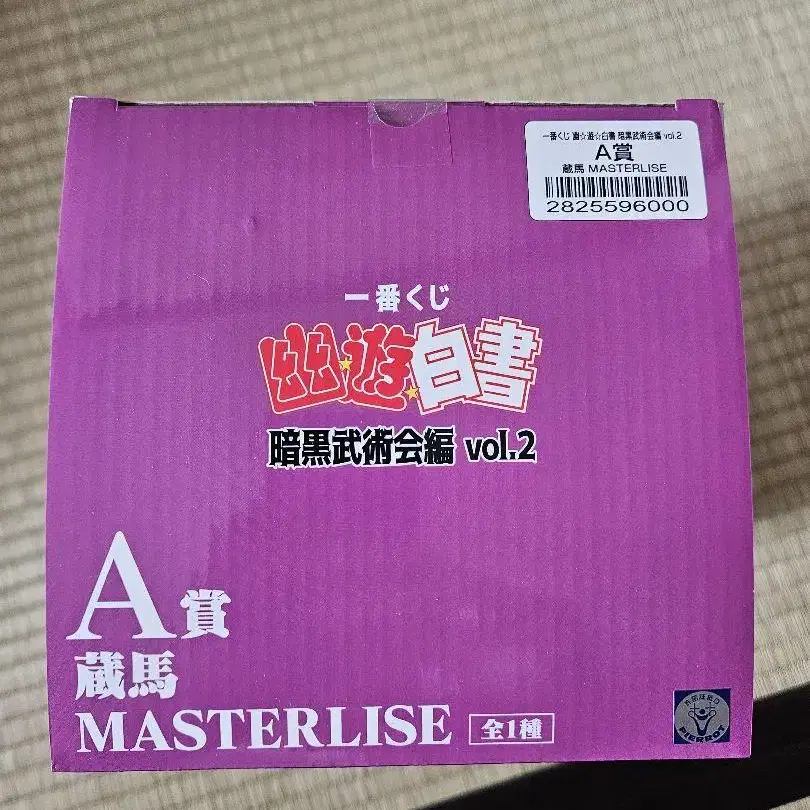 一番くじ 幽☆遊☆白書 暗黒武術会編 vol.2
A賞
蔵馬 MASTERLISE
2825596000
一番くじ
幽★遊★白書
暗黒武術会編 vol.2
A賞
蔵馬
MASTERLISE 全1種
PIERROT